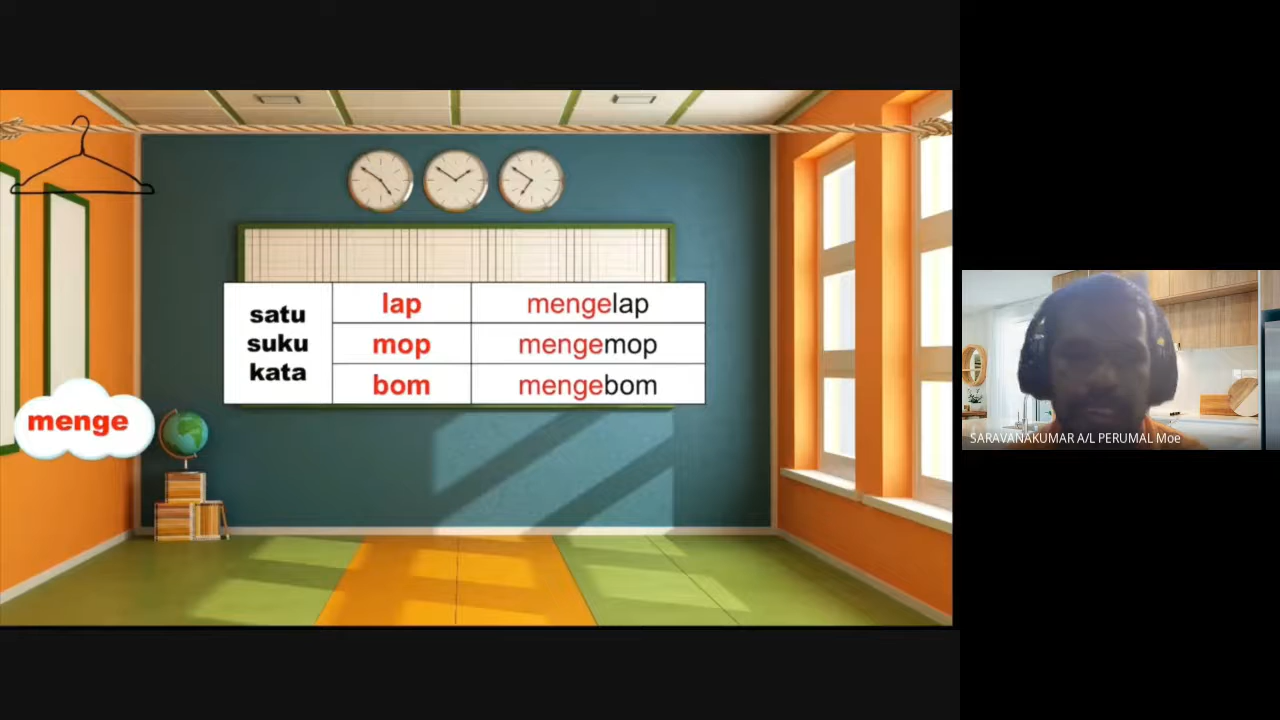 satu
suku
kata
lap
mengelap
mop
mengemop
bom
mengebom
menge
SARAVANAKUMAR A/L PERUMAL Moe